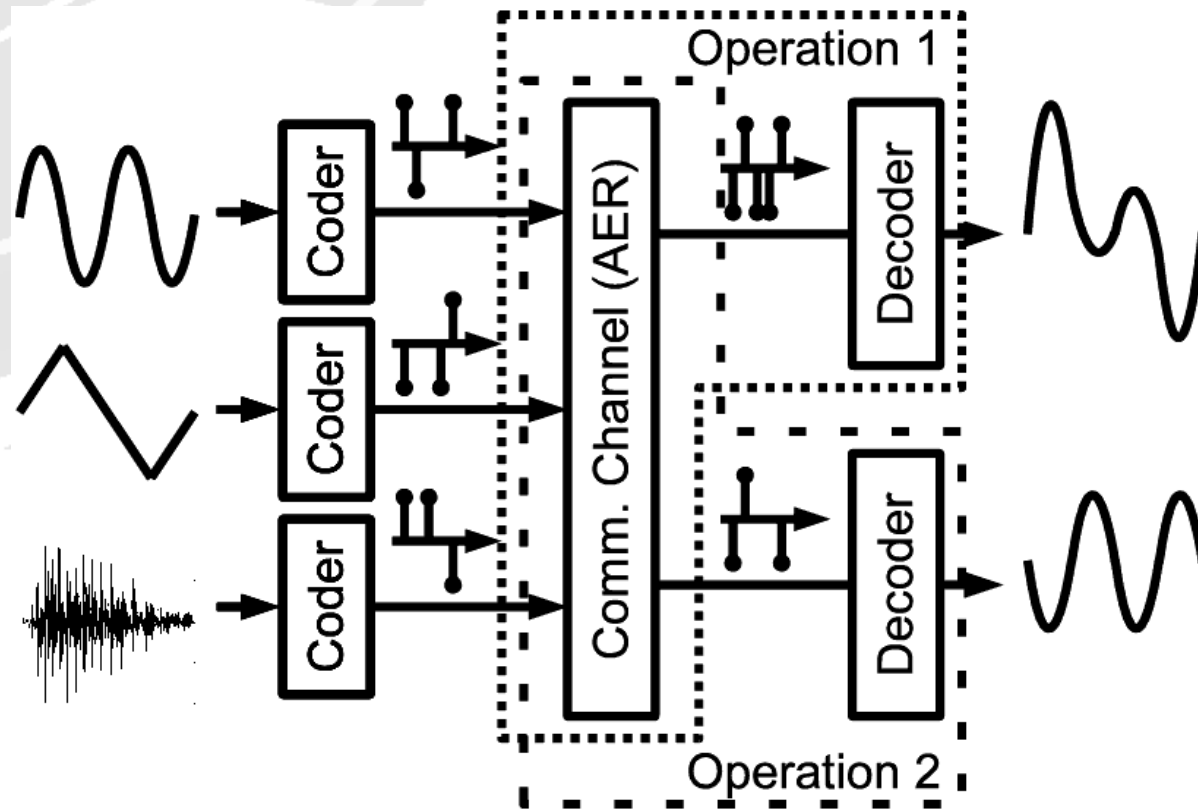 Operation 1
Coder
Coder
Coder
Comm. Channel (AER)
Decoder
Decoder
Operation 2